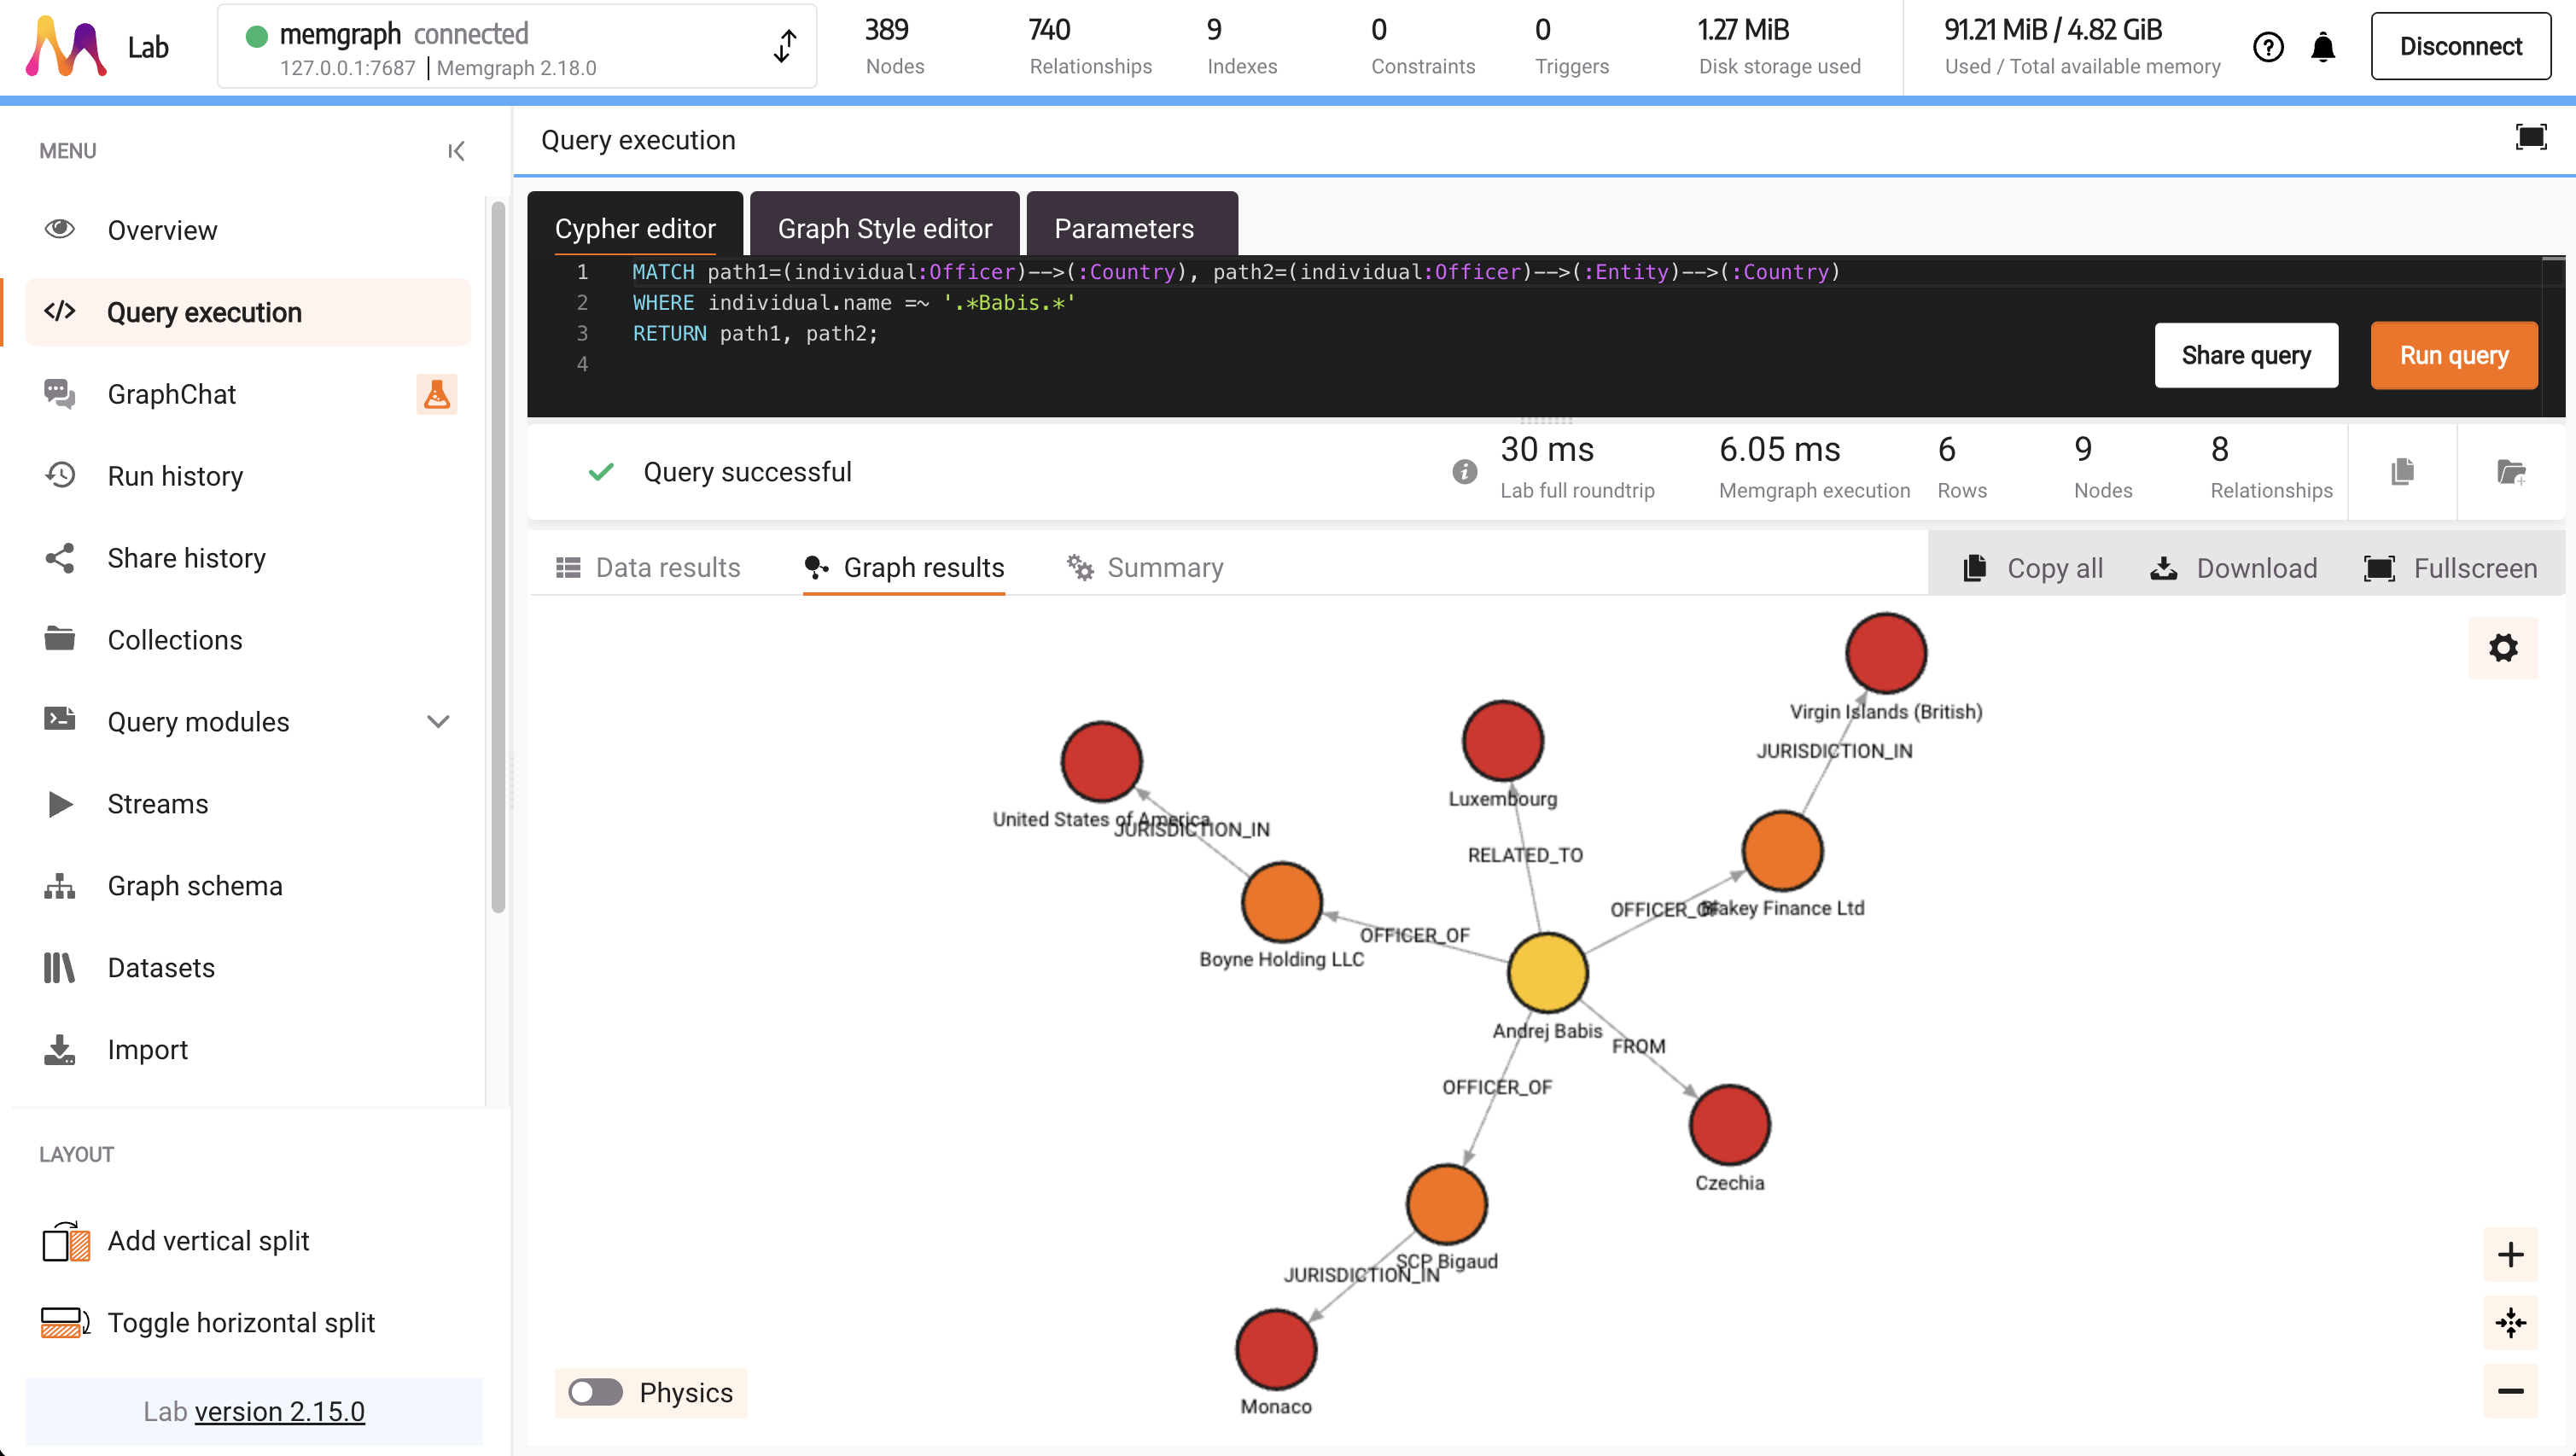 Lab
memgraph connected
127.0.0.1:7687 | Memgraph 2.18.0
389
Nodes
740
Relationships
9
Indexes
0
Constraints
0
Triggers
1.27 MiB
Disk storage used
91.21 MiB / 4.82 GiB
Used / Total available memory
Disconnect
MENU
Overview
Query execution
GraphChat
Run history
Share history
Collections
Query modules
Streams
Graph schema
Datasets
Import
LAYOUT
Add vertical split
Toggle horizontal split
Lab version 2.15.0
Query execution
Cypher editor
Graph Style editor
Parameters
1 MATCH path1=(individual:Officer)-->(:Country), path2=(individual:Officer)-->(:Entity)-->(:Country)
2 WHERE individual.name =~ '.*Babis.*'
3 RETURN path1, path2;
4
Share query
Run query
Query successful
30 ms
Lab full roundtrip
6.05 ms
Memgraph execution
6
Rows
9
Nodes
8
Relationships
Data results
Graph results
Summary
Copy all
Download
Fullscreen
Virgin Islands (British)
JURISDICTION_IN
Luxembourg
United States of America
JURISDICTION_IN
RELATED_TO
OFFICER_OF
Blakey Finance Ltd
OFFICER_OF
Boyne Holding LLC
Andrej Babis
FROM
OFFICER_OF
Czechia
SCP Bigaud
JURISDICTION_IN
Monaco
Physics